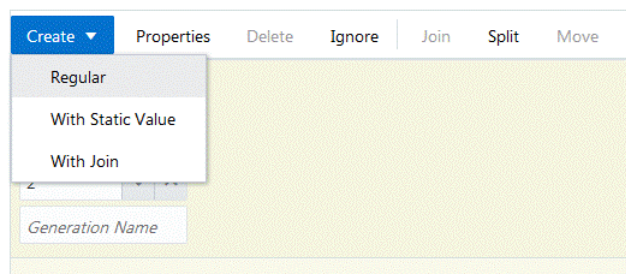 Create Properties Delete Ignore Join Split Move
Regular
With Static Value
With Join
2
Generation Name